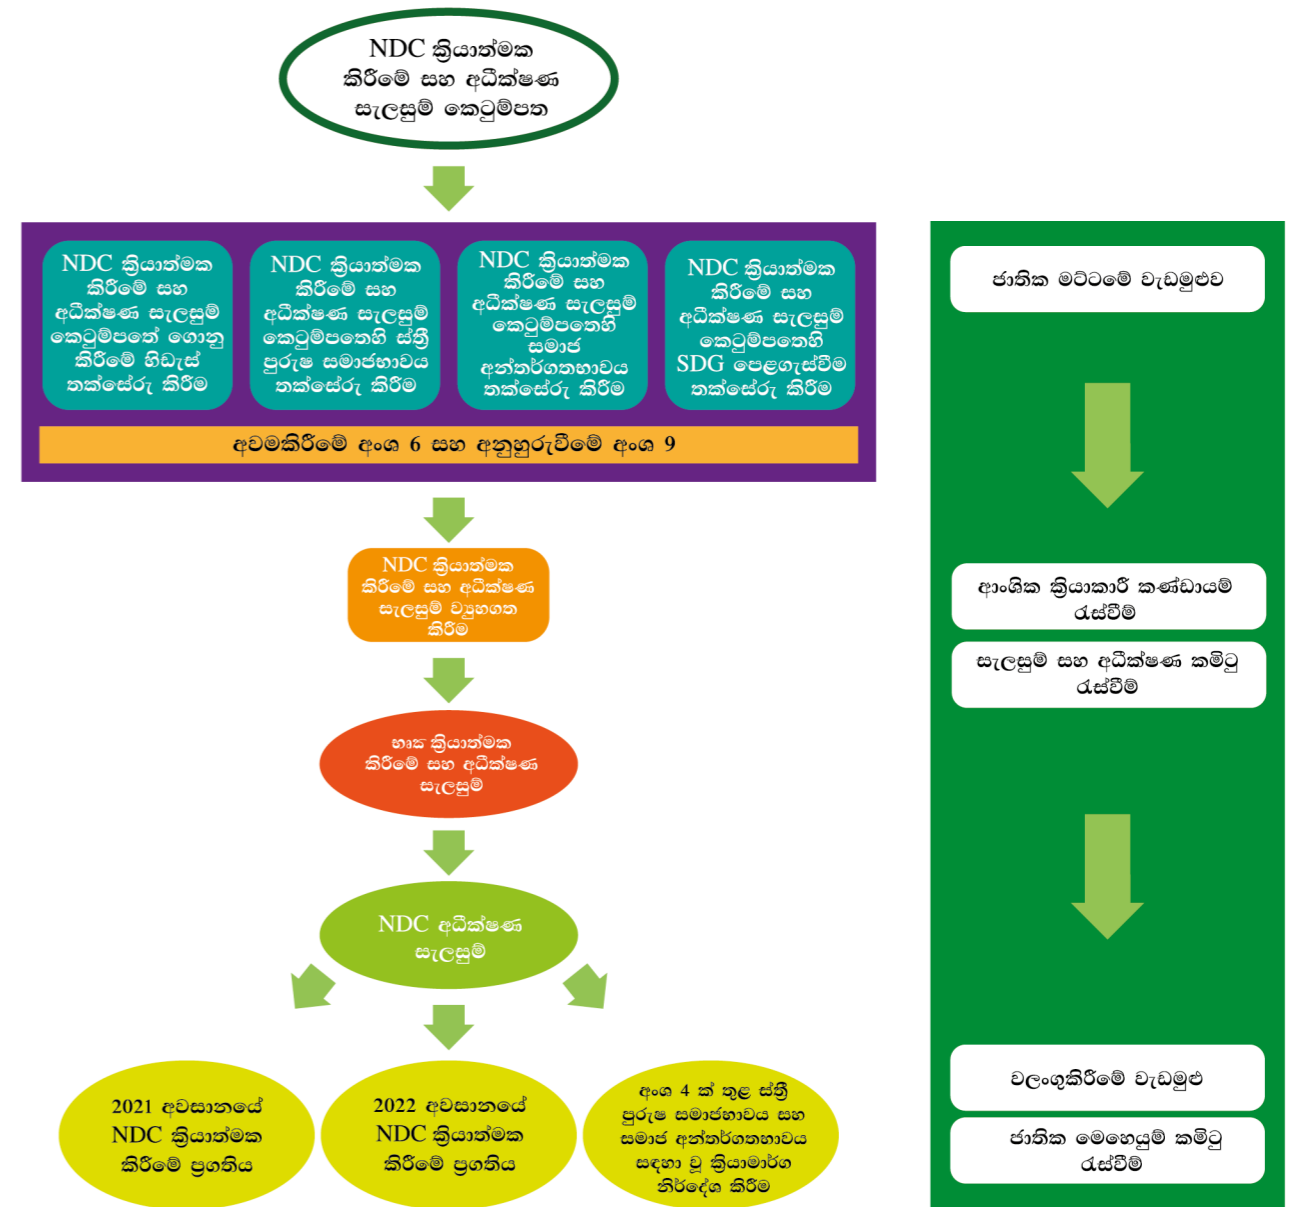 NDC ක්‍රියාත්මක
කිරීමේ සහ අධීක්ෂණ
සැලසුම් කෙටුම්පත
NDC ක්‍රියාත්මක
කිරීමේ සහ
අධීක්ෂණ සැලසුම්
කෙටුම්පතේ ගොනු
කිරීමේ හිඩැස්
තක්සේරු කිරීම
NDC ක්‍රියාත්මක
කිරීමේ සහ
අධීක්ෂණ සැලසුම්
කෙටුම්පතෙහි ස්ත්‍රී
පුරුෂ සමාජභාවය
තක්සේරු කිරීම
NDC ක්‍රියාත්මක
කිරීමේ සහ
අධීක්ෂණ සැලසුම්
කෙටුම්පතෙහි
සමාජ
අන්තර්ගතභාවය
තක්සේරු කිරීම
NDC ක්‍රියාත්මක
කිරීමේ සහ
අධීක්ෂණ සැලසුම්
කෙටුම්පතෙහි
SDG පෙළගැස්වීම
තක්සේරු කිරීම
අවමකිරීමේ අංශ 6 සහ අනුහුරුවීමේ අංශ 9
NDC ක්‍රියාත්මක
කිරීමේ සහ අධීක්ෂණ
සැලසුම් ව්‍යුහගත
කිරීම
ක්‍රියාත්මක
කිරීමේ සහ අධීක්ෂණ
සැලසුම්
NDC අධීක්ෂණ
සැලසුම්
2021 අවසානයේ
NDC ක්‍රියාත්මක
කිරීමේ ප්‍රගතිය
2022 අවසානයේ
NDC ක්‍රියාත්මක
කිරීමේ ප්‍රගතිය
අංශ 4 ක් තුළ ස්ත්‍රී
පුරුෂ සමාජභාවය සහ
සමාජ අන්තර්ගතභාවය
සඳහා වූ ක්‍රියාමාර්ග
නිර්දේශ කිරීම
ජාතික මට්ටමේ වැඩමුළුව
ආංශික ක්‍රියාකාරී කණ්ඩායම්
රැස්වීම්
සැලසුම් සහ අධීක්ෂණ කමිටු
රැස්වීම්
වලංගුකිරීමේ වැඩමුළු
ජාතික මෙහෙයුම් කමිටු
රැස්වීම්